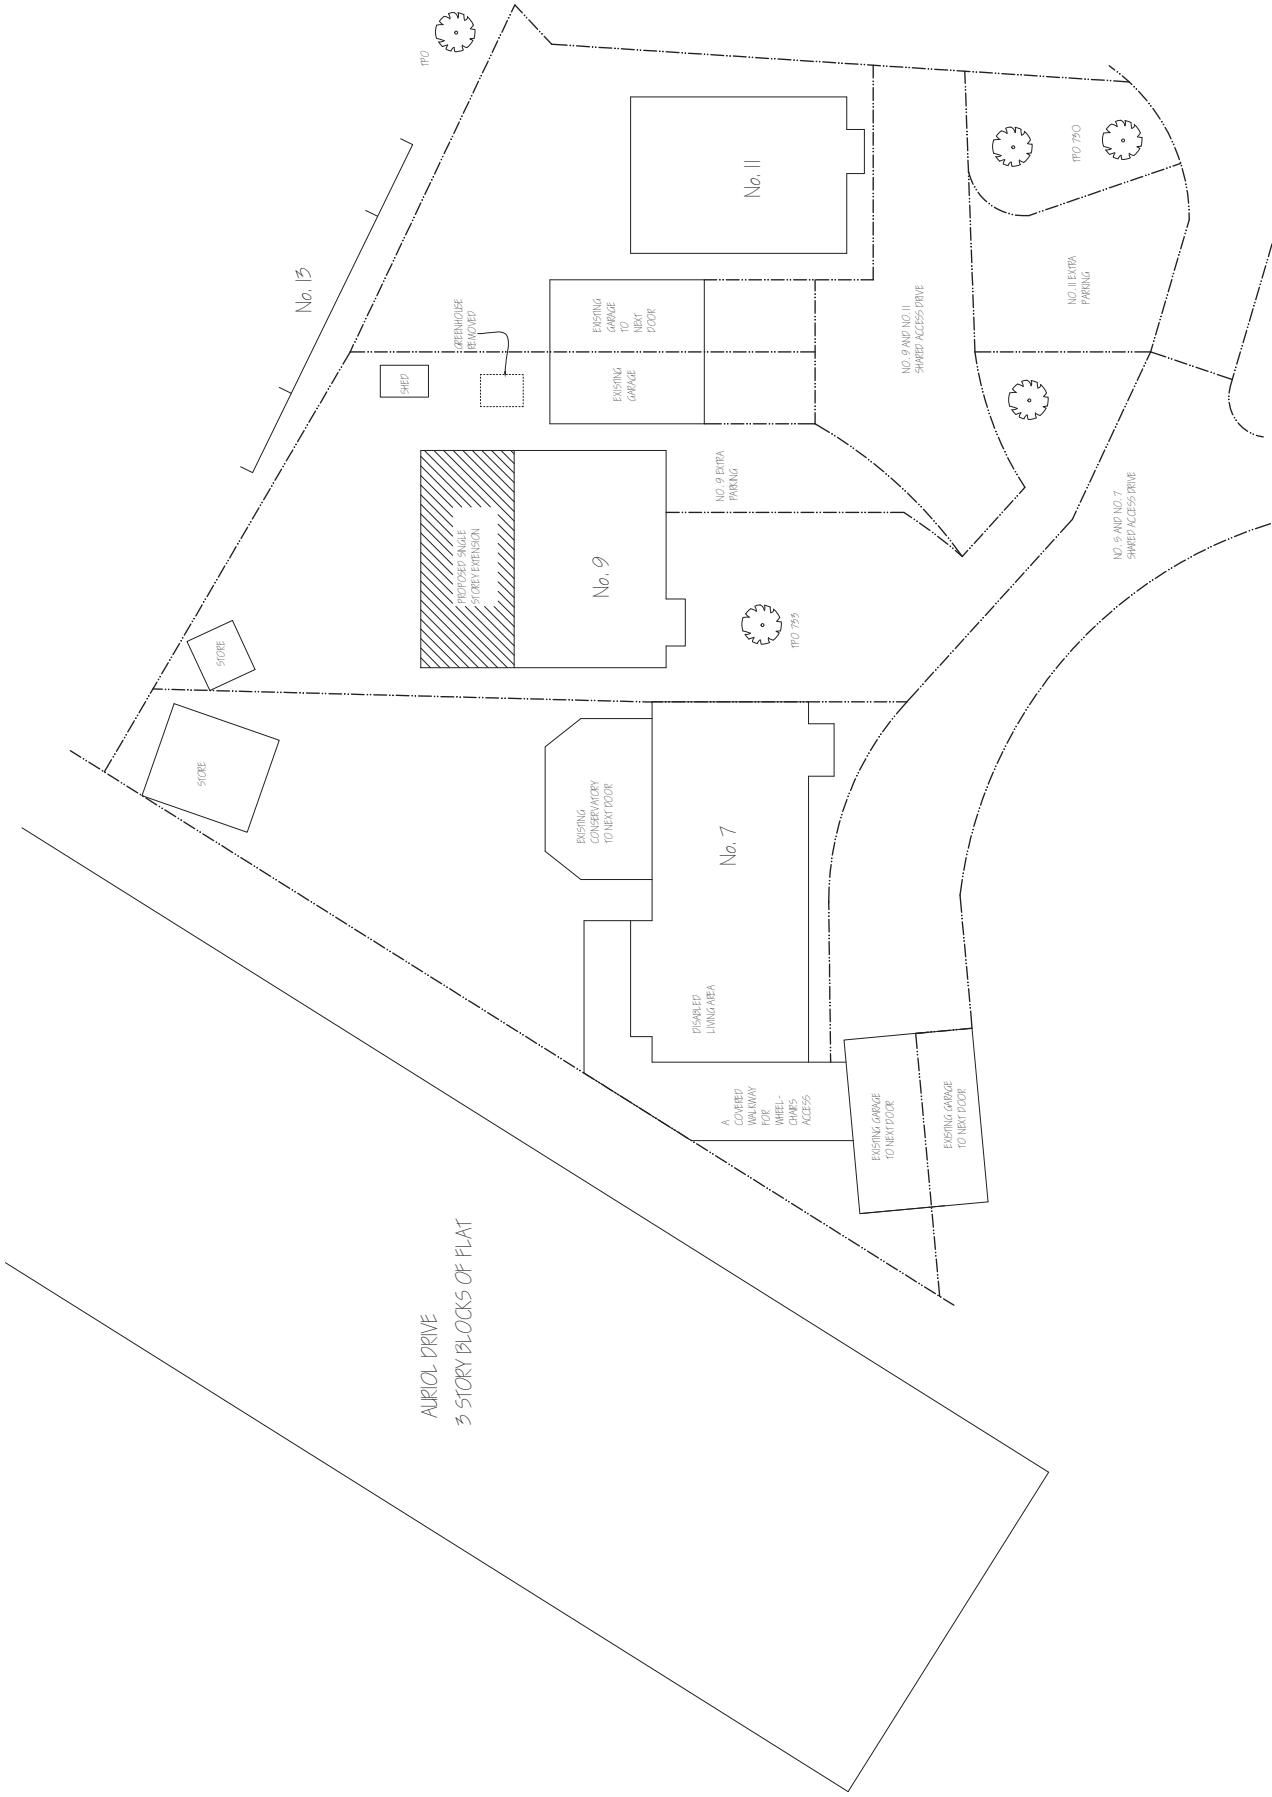 AURIOL DRIVE
3 STORY BLOCKS OF FLAT
STORE
STORE
No. 13
TPO
SHED
GREENHOUSE
REMOVED
PROPOSED SINGLE
STOREY EXTENSION
No. 9
EXISTING
GARAGE
EXISTING
GARAGE
TO
NEXT
DOOR
No. 11
EXISTING
CONSERVATORY
TO NEXT DOOR
No. 7
DISABLED
LIVING AREA
A
COVERED
WALKWAY
FOR
WHEEL-
CHAIRS
ACCESS
TPO 733
NO. 9 EXTRA
PARKING
EXISTING GARAGE
TO NEXT DOOR
EXISTING GARAGE
TO NEXT DOOR
NO. 9 AND NO. 11
SHARED ACCESS DRIVE
NO. 11 EXTRA
PARKING
TPO 730
NO. 5 AND NO. 7
SHARED ACCESS DRIVE